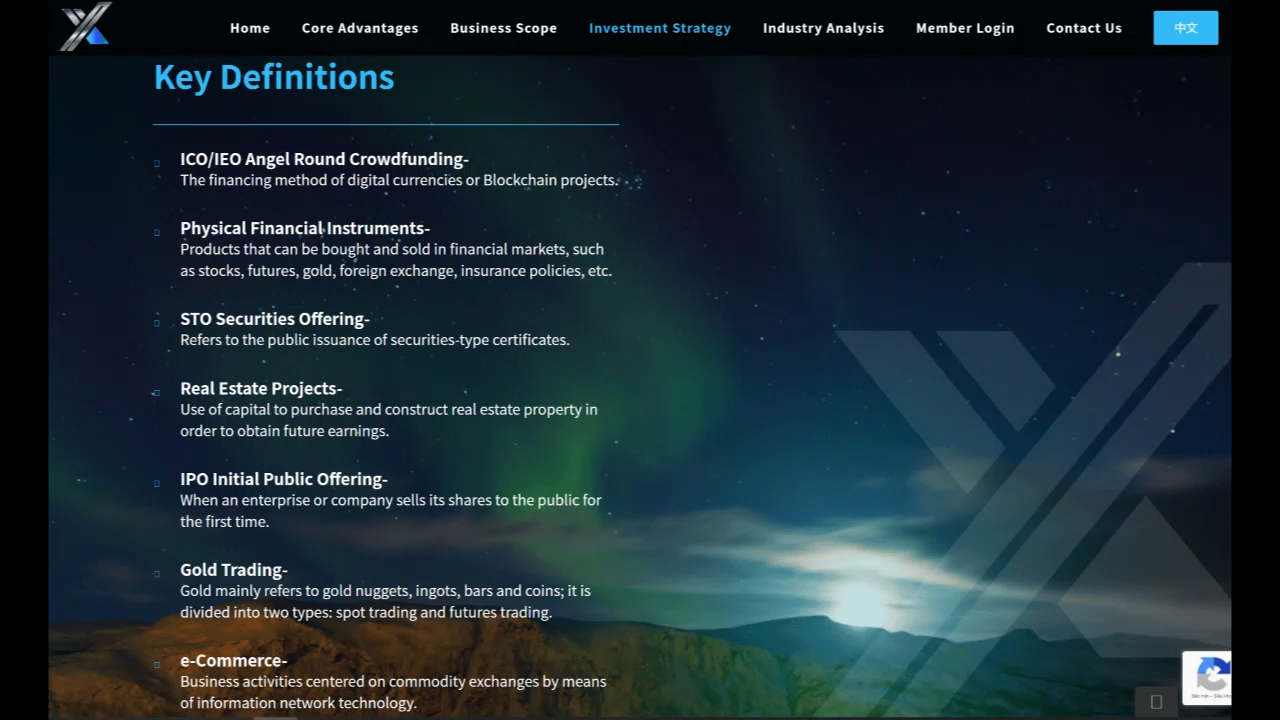 Home Core Advantages Business Scope Investment Strategy Industry Analysis Member Login Contact Us 中文
Key Definitions
ICO/IEO Angel Round Crowdfunding-
The financing method of digital currencies or Blockchain projects.
Physical Financial Instruments-
Products that can be bought and sold in financial markets, such
as stocks, futures, gold, foreign exchange, insurance policies, etc.
STO Securities Offering-
Refers to the public issuance of securities-type certificates.
Real Estate Projects-
Use of capital to purchase and construct real estate property in
order to obtain future earnings.
IPO Initial Public Offering-
When an enterprise or company sells its shares to the public for
the first time.
Gold Trading-
Gold mainly refers to gold nuggets, ingots, bars and coins; it is
divided into two types: spot trading and futures trading.
e-Commerce-
Business activities centered on commodity exchanges by means
of information network technology.